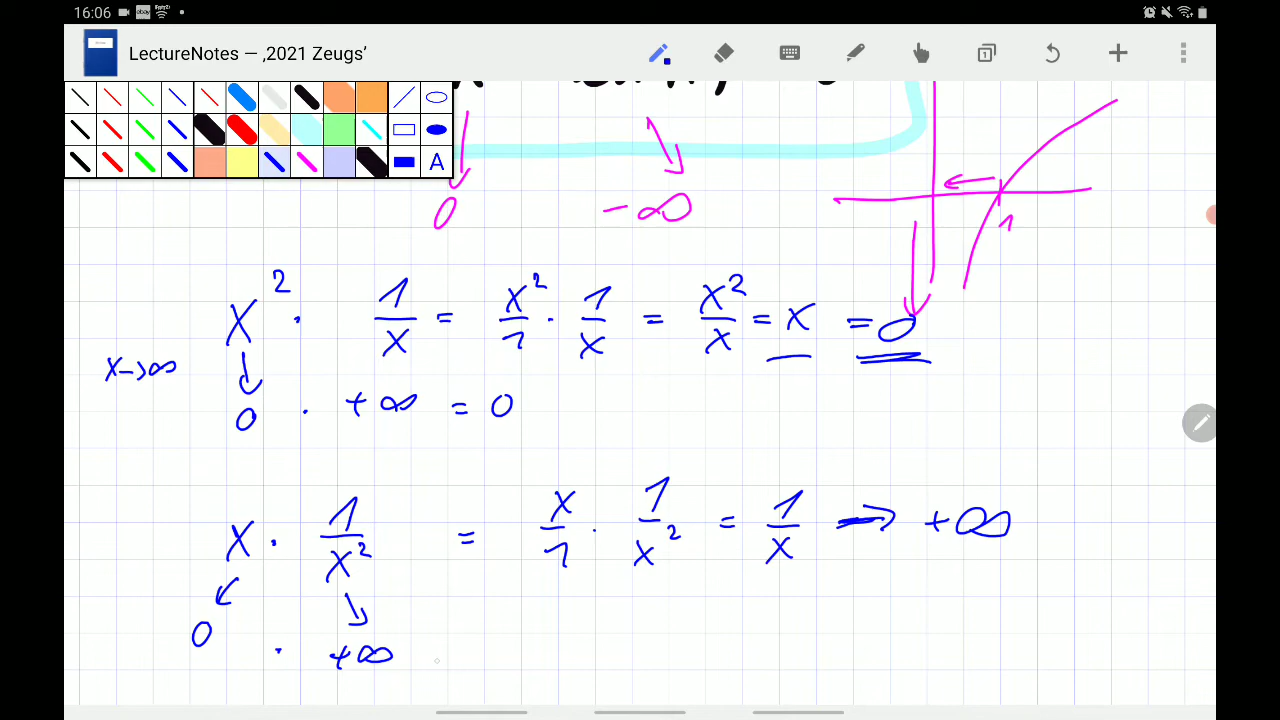 16:06 ebay
LectureNotes — ‚2021 Zeugs’
A
0 -∞ 1
x² · 1/x = x²/1 · 1/x = x²/x = x = 0
x→∞
0 · +∞ = 0
x · 1/x² = x/1 · 1/x² = 1/x → +∞
0 · +∞